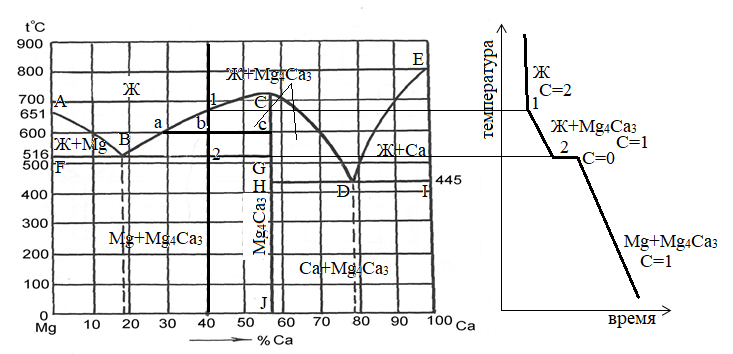 t°C
900
800
700
651
600
516
500
400
300
200
100
0
A
Ж
Ж+Mg₄Ca₃
E
1
C
a
b
c
B
Ж+Mg
2
Ж+Ca
F
G
H
D
I
445
Mg+Mg₄Ca₃
Mg₄Ca₃
Ca+Mg₄Ca₃
J
Mg
10
20
30
40
50
60
70
80
90
100
Ca
% Ca
температура
Ж
C=2
1
Ж+Mg₄Ca₃
C=1
2
C=0
Mg+Mg₄Ca₃
C=1
время